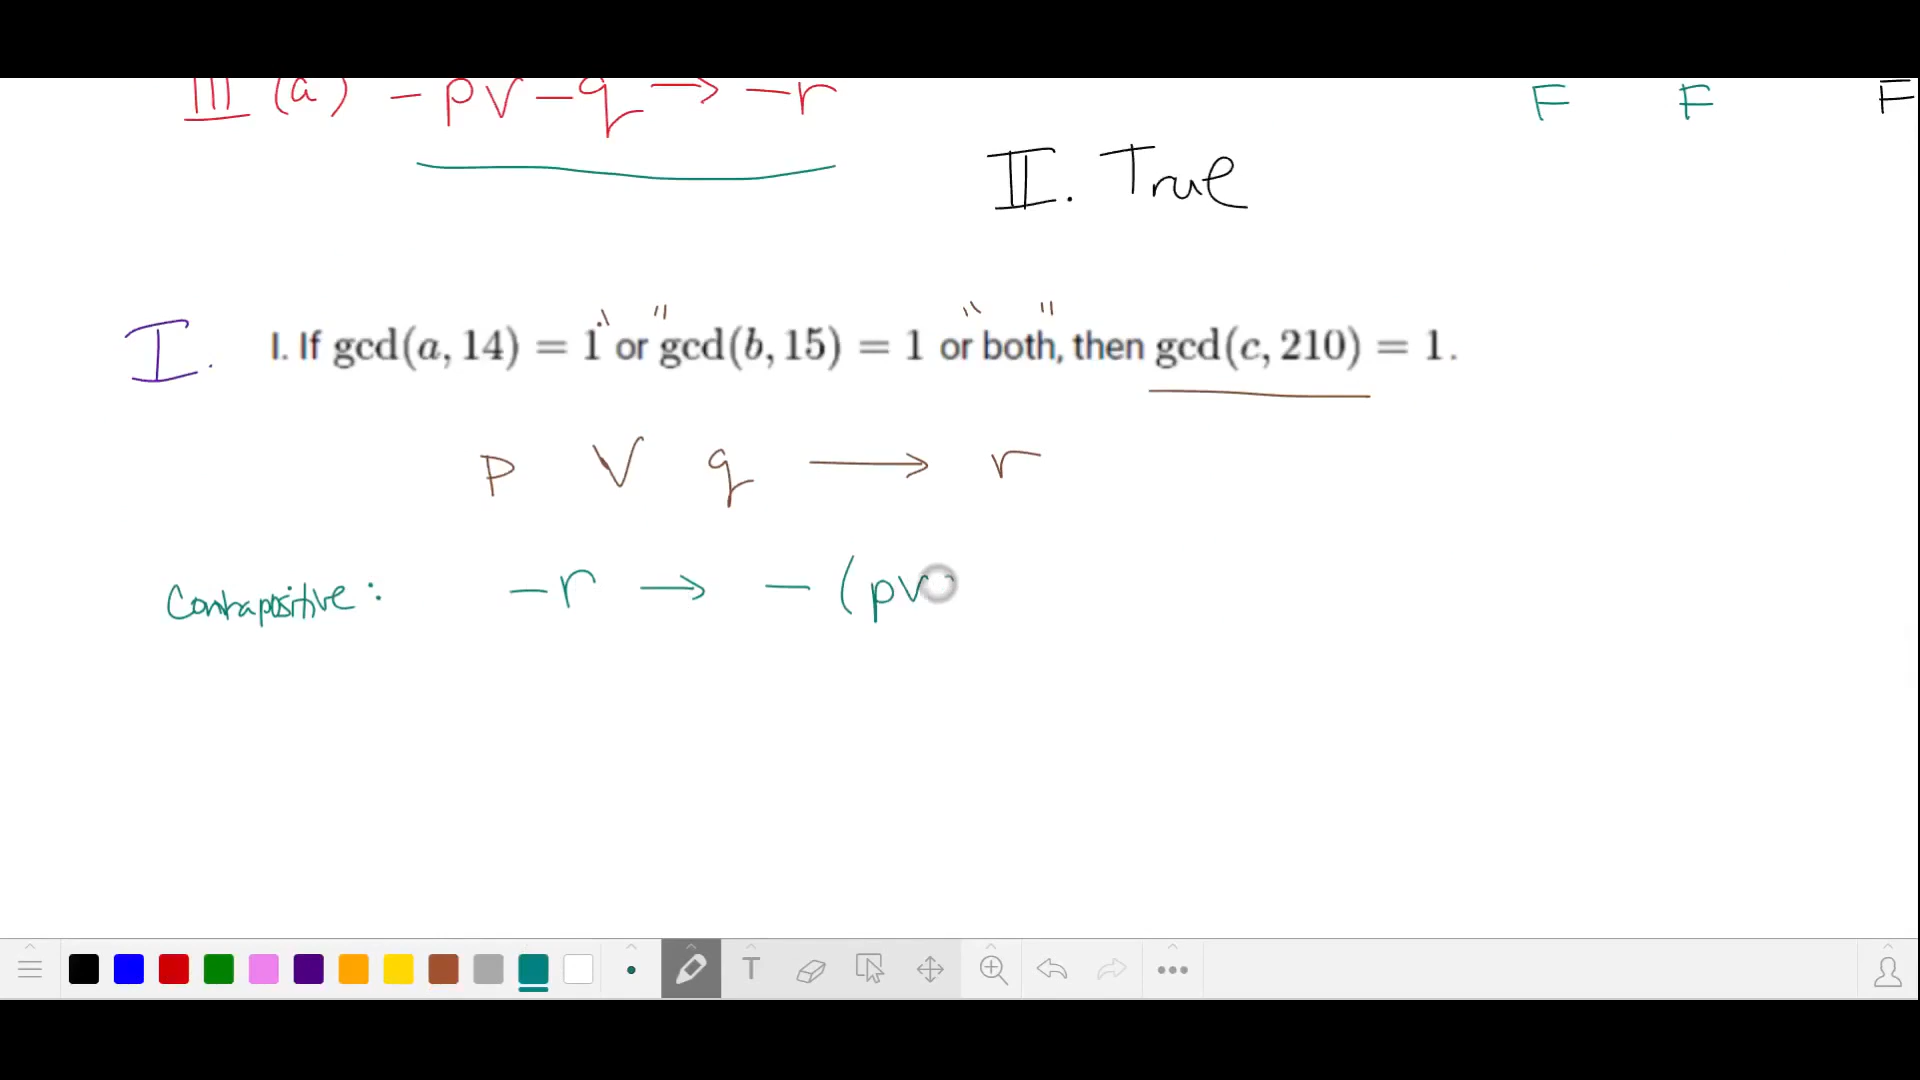 III (a) -p∨-q → -r
F F F
II. True
I. I. If gcd(a, 14) = 1 " or " gcd(b, 15) = 1 " or both, " then gcd(c, 210) = 1.
P ∨ q → r
Contrapositive: -r → - (p∨
T